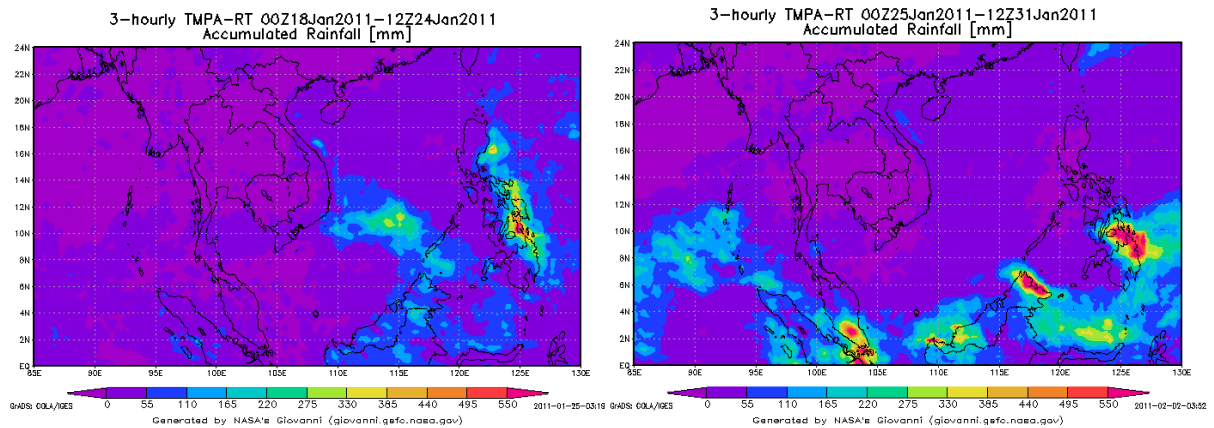 3-hourly TMPA-RT 00Z18Jan2011-12Z24Jan2011
Accumulated Rainfall [mm]
24N
22N
20N
18N
16N
14N
12N
10N
8N
6N
4N
2N
EQ
85E 90E 95E 100E 105E 110E 115E 120E 125E 130E
0 55 110 165 220 275 330 385 440 495 550
GrADS: COLA/IGES 2011-01-25-03:19
Generated by NASA's Giovanni (giovanni.gsfc.nasa.gov)
3-hourly TMPA-RT 00Z25Jan2011-12Z31Jan2011
Accumulated Rainfall [mm]
24N
22N
20N
18N
16N
14N
12N
10N
8N
6N
4N
2N
EQ
85E 90E 95E 100E 105E 110E 115E 120E 125E 130E
0 55 110 165 220 275 330 385 440 495 550
GrADS: COLA/IGES 2011-02-02-03:52
Generated by NASA's Giovanni (giovanni.gsfc.nasa.gov)